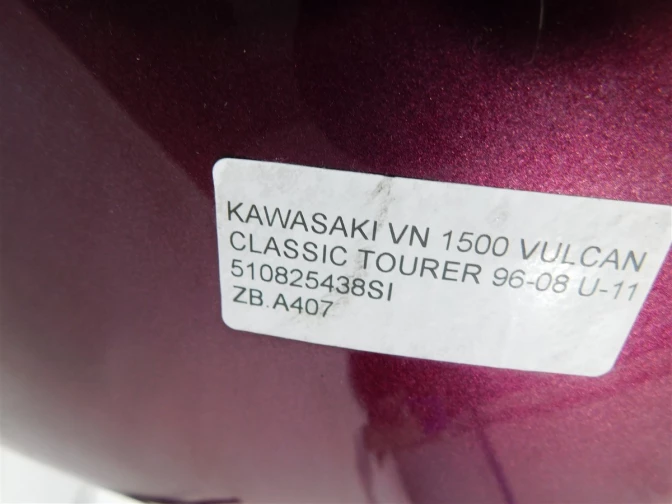 KAWASAKI VN 1500 VULCAN
CLASSIC TOURER 96-08 U-11
510825438SI
ZB.A407